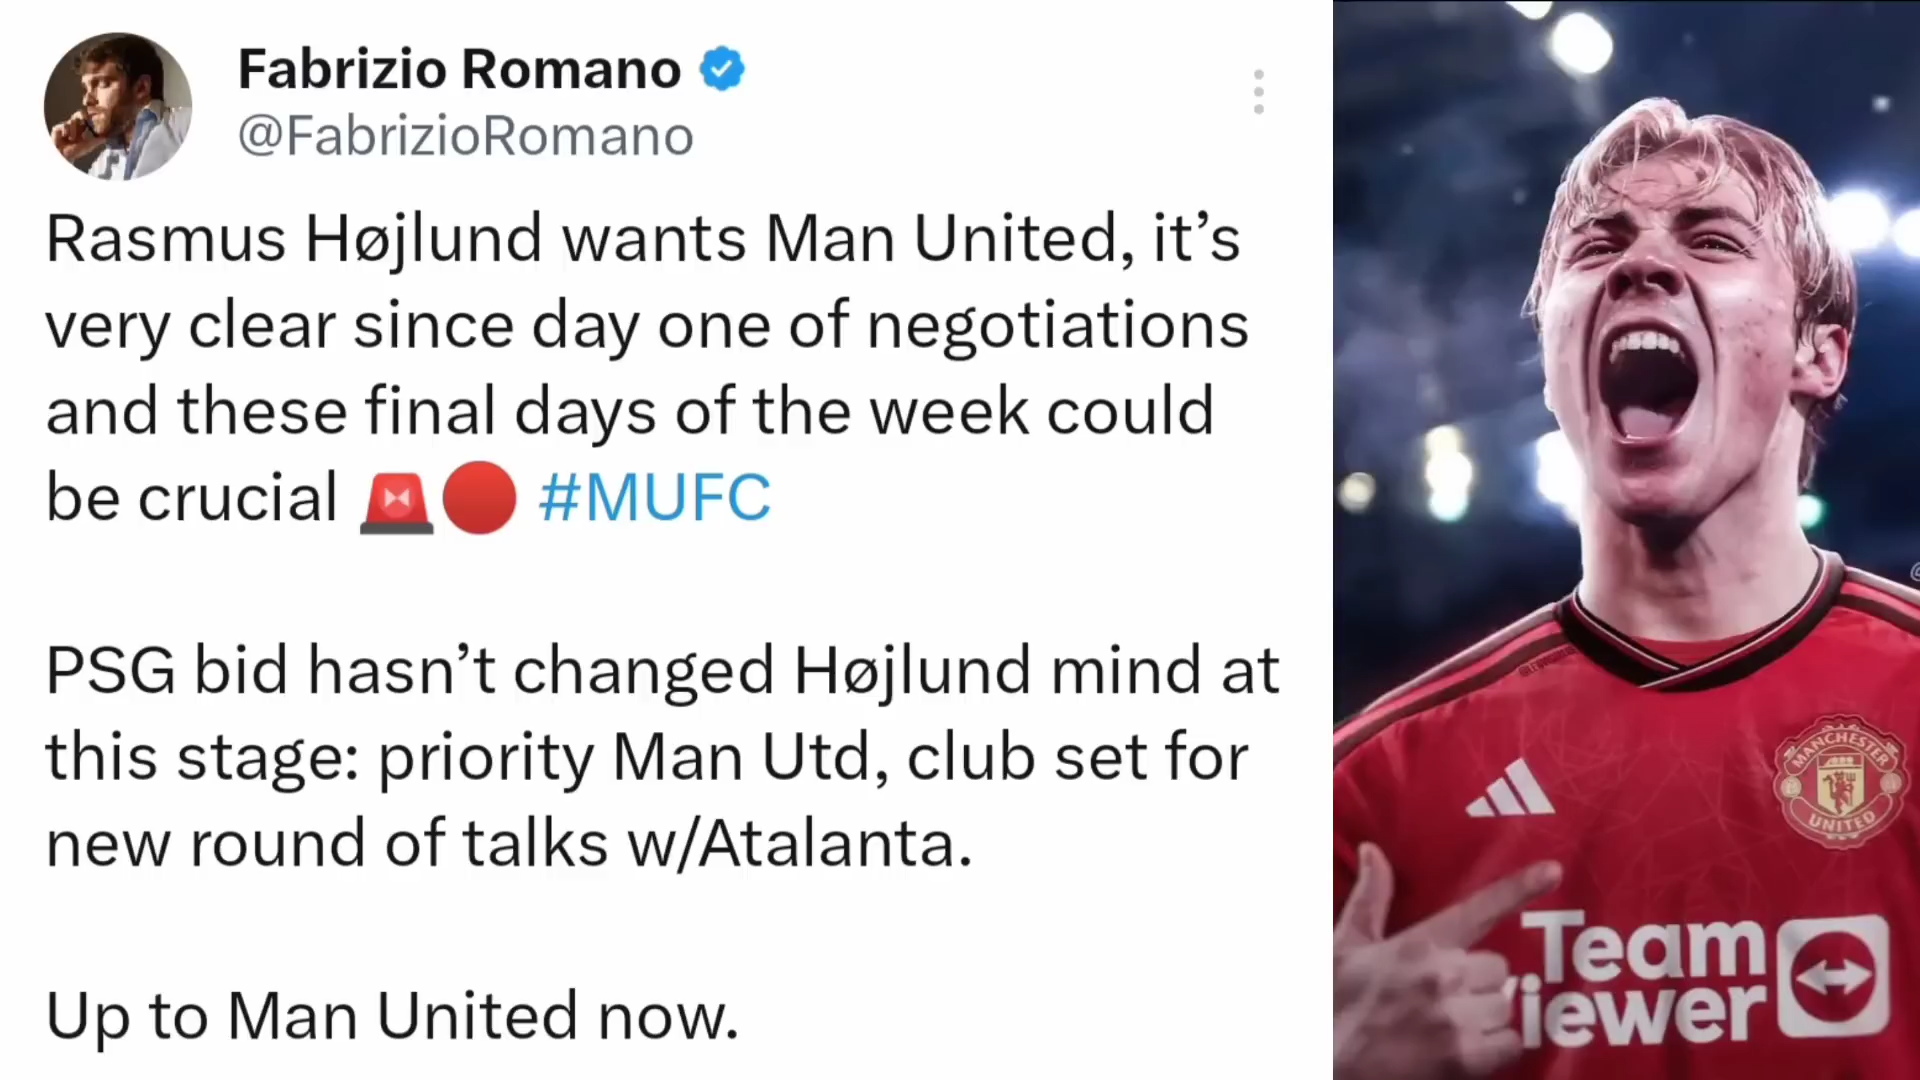 Fabrizio Romano
@FabrizioRomano
Rasmus Højlund wants Man United, it’s
very clear since day one of negotiations
and these final days of the week could
be crucial 🚨🔴 #MUFC
PSG bid hasn’t changed Højlund mind at
this stage: priority Man Utd, club set for
new round of talks w/Atalanta.
Up to Man United now.
MANCHESTER
UNITED
Team
iewer